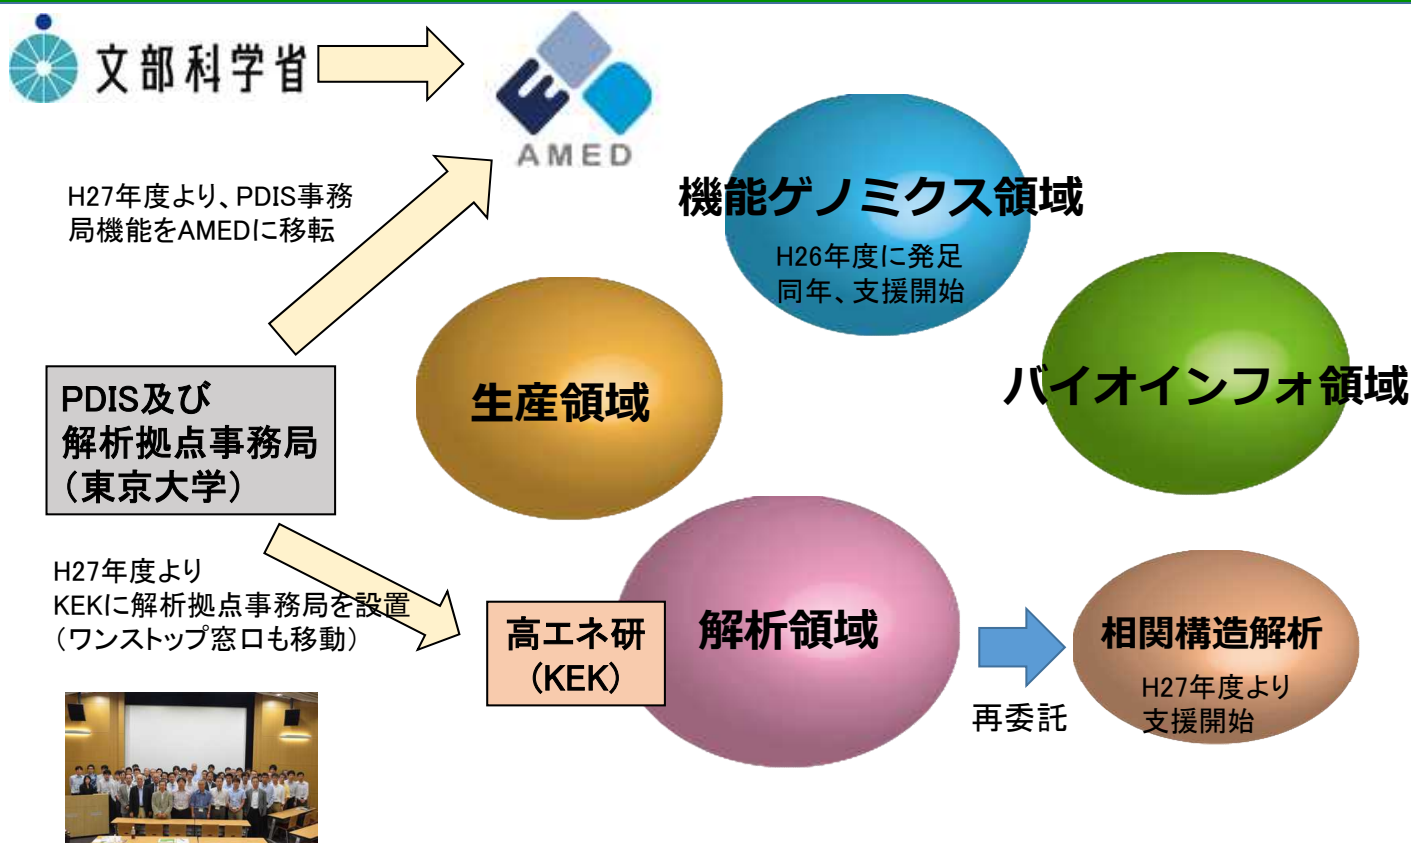 文部科学省
AMED
H27年度より、PDIS事務
局機能をAMEDに移転
機能ゲノミクス領域
H26年度に発足
同年、支援開始
生産領域
バイオインフォ領域
PDIS及び
解析拠点事務局
（東京大学）
H27年度より
KEKに解析拠点事務局を設置
（ワンストップ窓口も移動）
高エネ研
（KEK）
解析領域
再委託
相関構造解析
H27年度より
支援開始